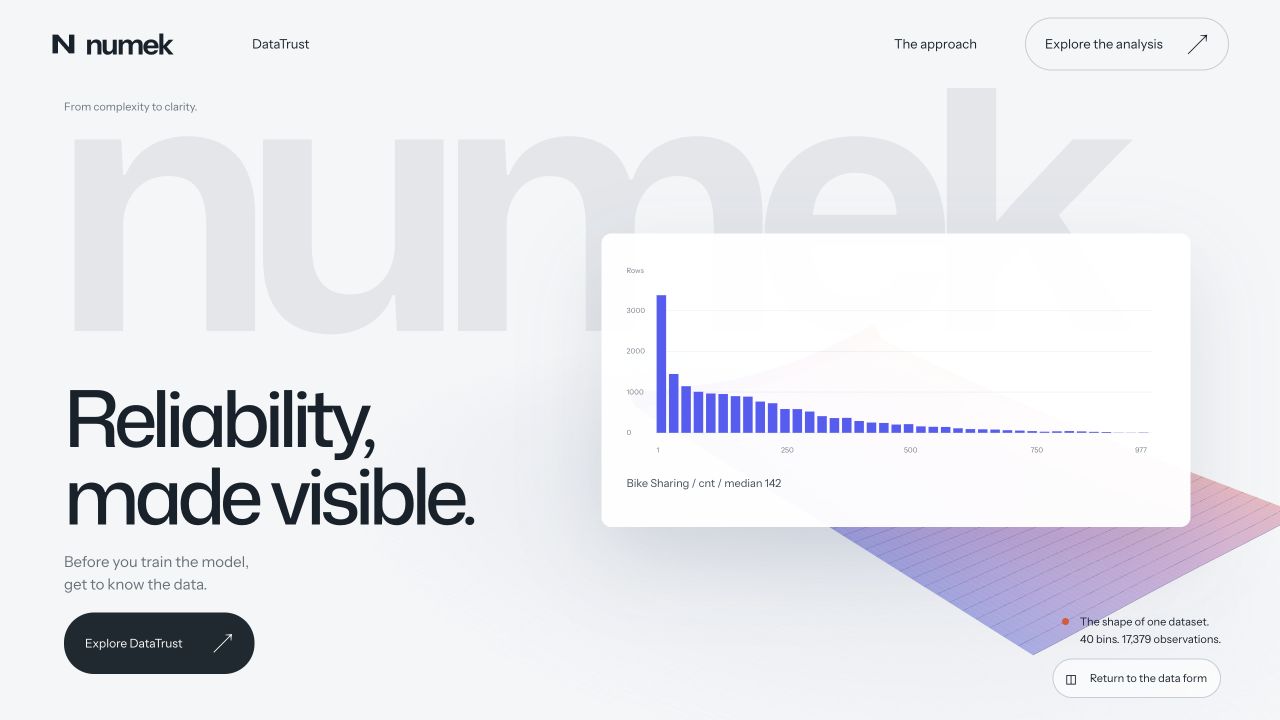 N numek
DataTrust
The approach
Explore the analysis
From complexity to clarity.
numek
Rows
3000
2000
1000
0
1 250 500 750 977
Bike Sharing / cnt / median 142
Reliability,
made visible.
Before you train the model,
get to know the data.
Explore DataTrust
The shape of one dataset.
40 bins. 17,379 observations.
Return to the data form